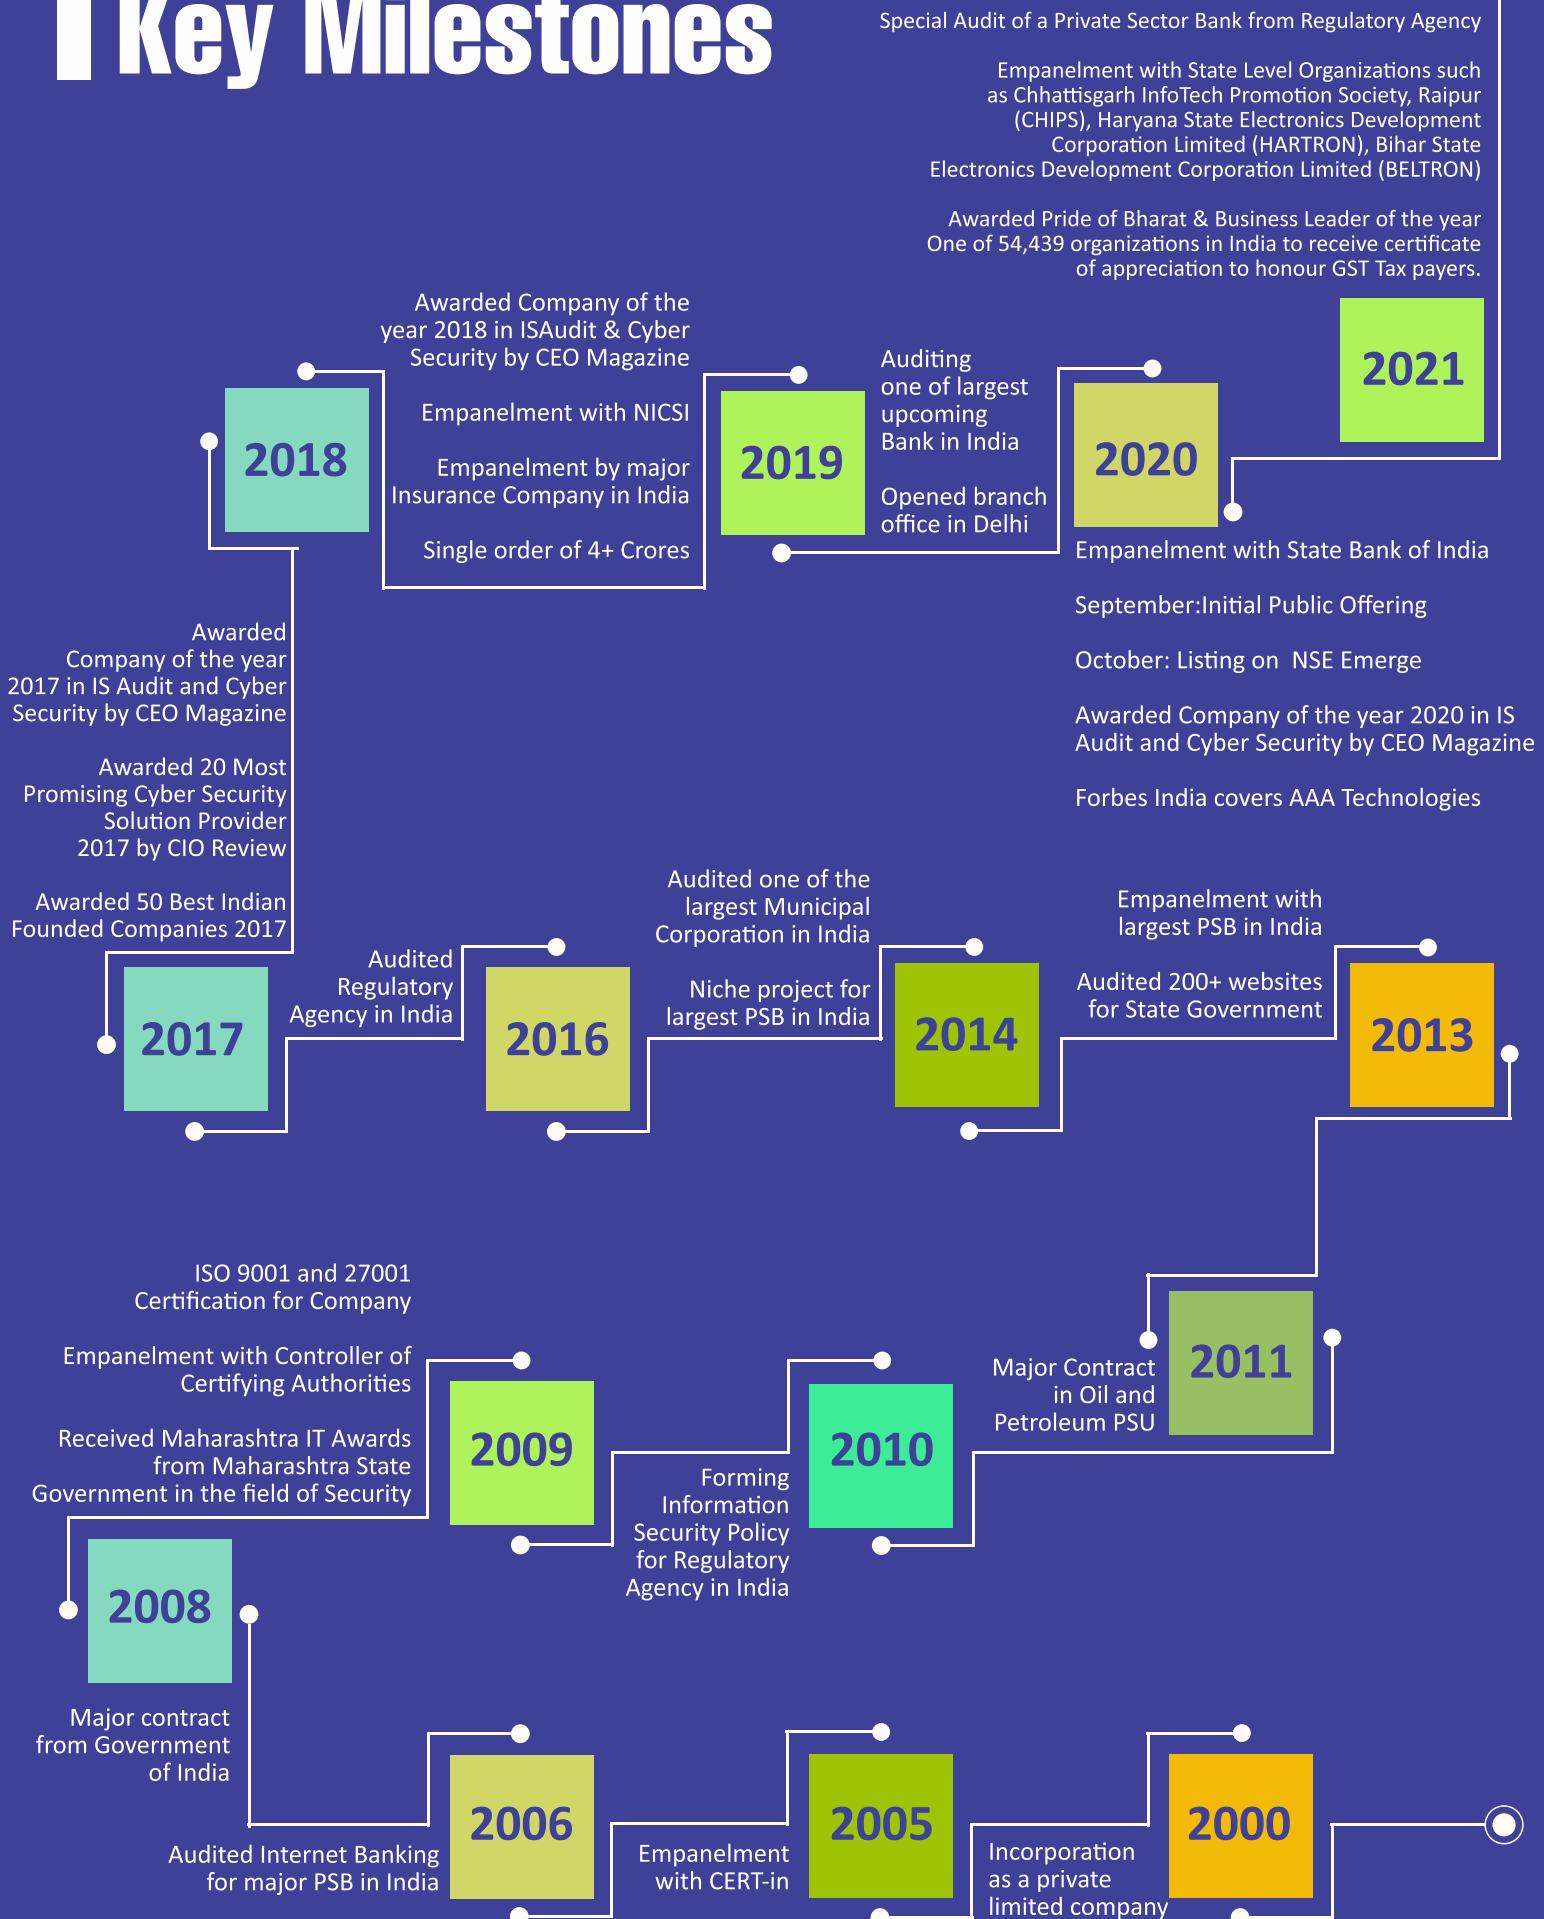 Key Milestones
Special Audit of a Private Sector Bank from Regulatory Agency
Empanelment with State Level Organizations such
as Chhattisgarh InfoTech Promotion Society, Raipur
(CHIPS), Haryana State Electronics Development
Corporation Limited (HARTRON), Bihar State
Electronics Development Corporation Limited (BELTRON)
Awarded Pride of Bharat & Business Leader of the year
One of 54,439 organizations in India to receive certificate
of appreciation to honour GST Tax payers.
2021
2018
Awarded Company of the
year 2018 in ISAudit & Cyber
Security by CEO Magazine
Empanelment with NICSI
Empanelment by major
Insurance Company in India
Single order of 4+ Crores
2019
Auditing
one of largest
upcoming
Bank in India
Opened branch
office in Delhi
2020
Empanelment with State Bank of India
September:Initial Public Offering
October: Listing on  NSE Emerge
Awarded Company of the year 2020 in IS
Audit and Cyber Security by CEO Magazine
Forbes India covers AAA Technologies
Awarded
Company of the year
2017 in IS Audit and Cyber
Security by CEO Magazine
Awarded 20 Most
Promising Cyber Security
Solution Provider
2017 by CIO Review
Awarded 50 Best Indian
Founded Companies 2017
2017
Audited
Regulatory
Agency in India
2016
Audited one of the
largest Municipal
Corporation in India
Niche project for
largest PSB in India
2014
Empanelment with
largest PSB in India
Audited 200+ websites
for State Government
2013
ISO 9001 and 27001
Certification for Company
Empanelment with Controller of
Certifying Authorities
Received Maharashtra IT Awards
from Maharashtra State
Government in the field of Security
2009
Forming
Information
Security Policy
for Regulatory
Agency in India
2010
Major Contract
in Oil and
Petroleum PSU
2011
2008
Major contract
from Government
of India
Audited Internet Banking
for major PSB in India
2006
Empanelment
with CERT-in
2005
Incorporation
as a private
limited company
2000